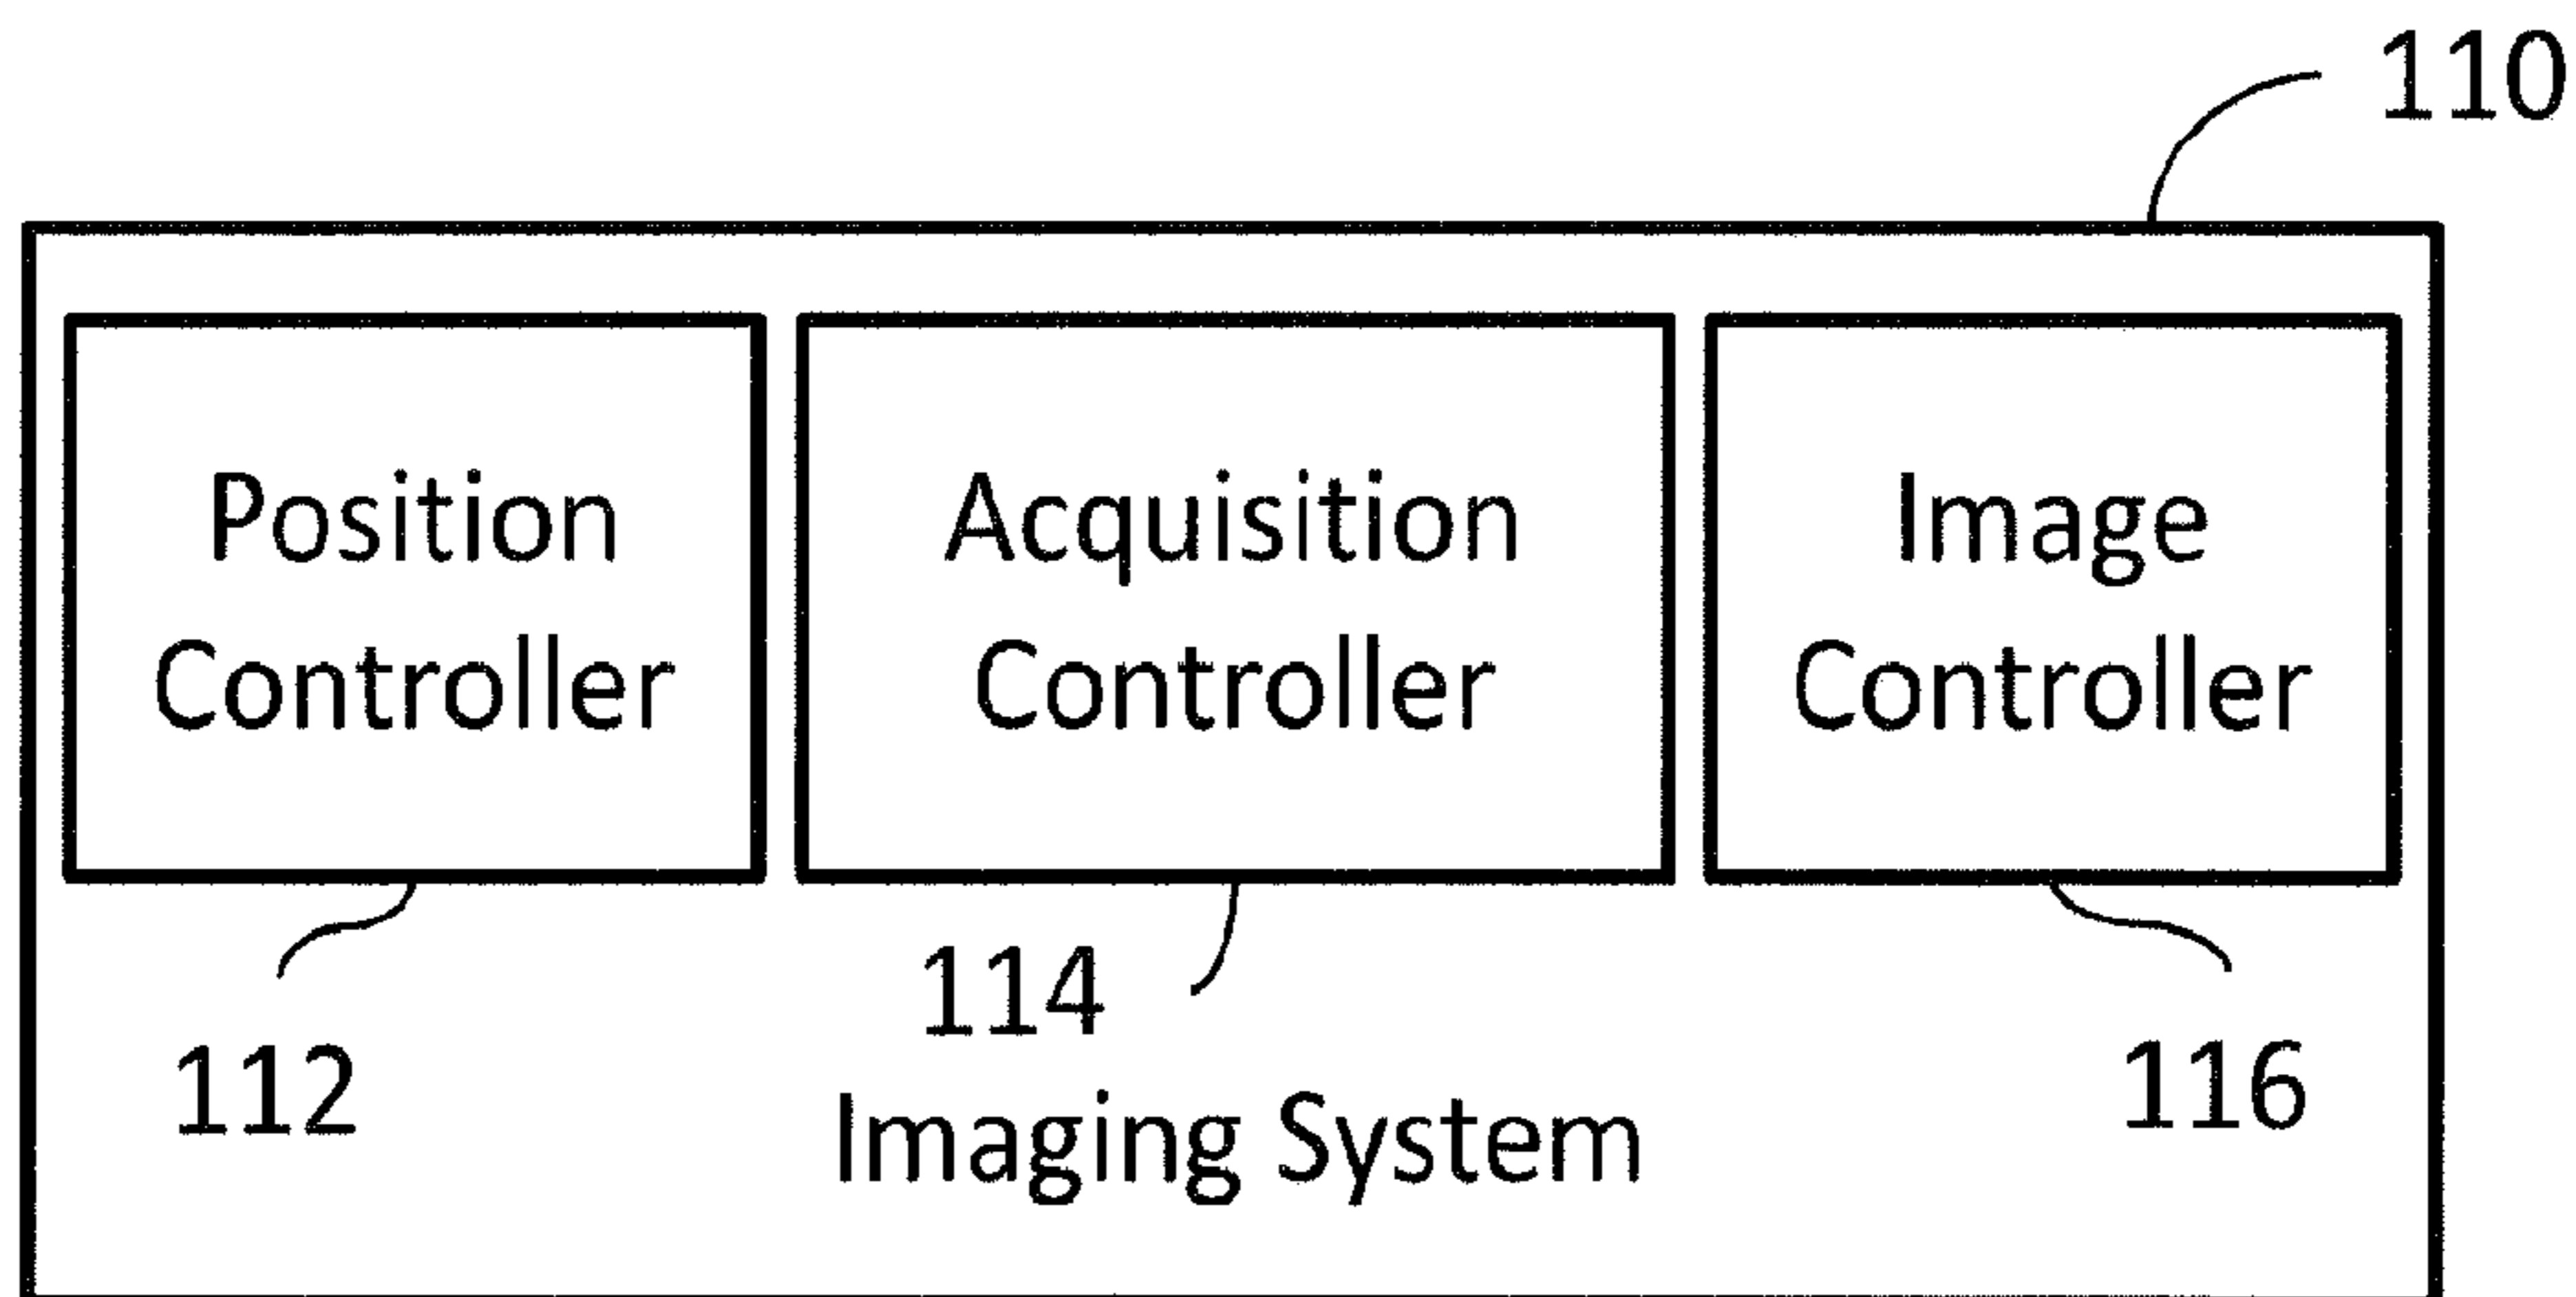 110
Position
Controller
Acquisition
Controller
Image
Controller
112
114
116
Imaging System